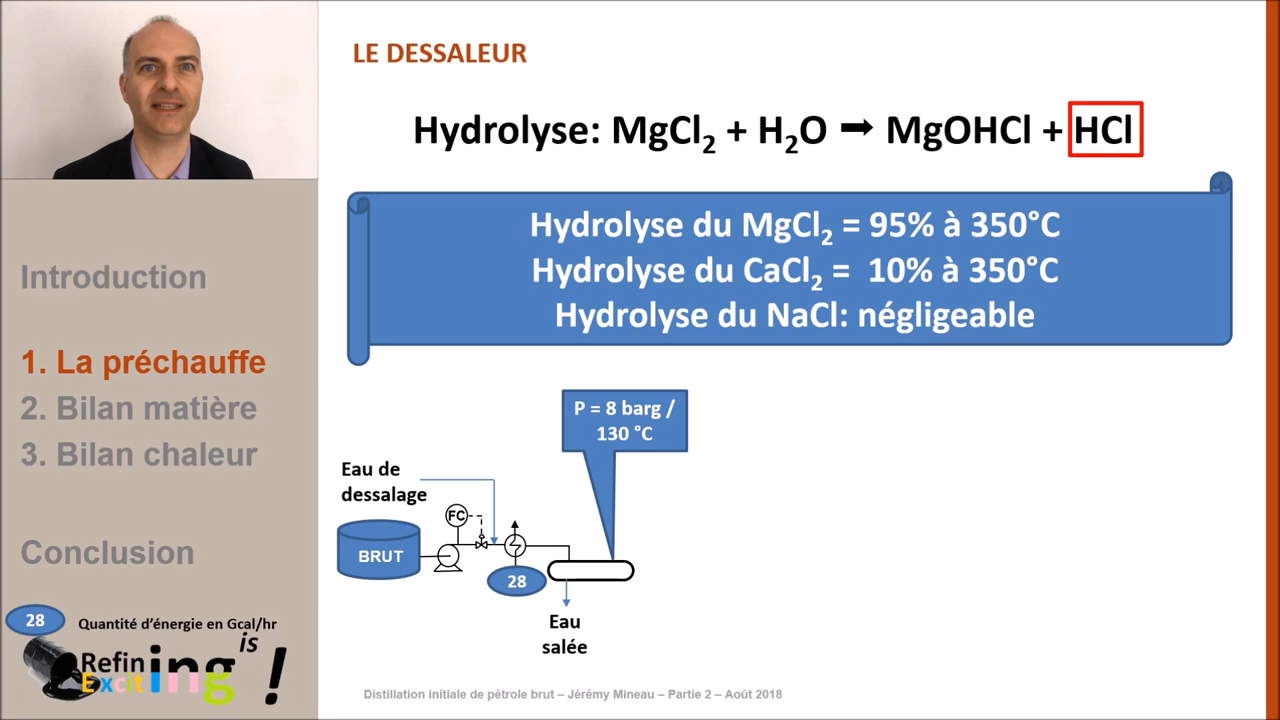 LE DESSALEUR
Hydrolyse: MgCl₂ + H₂O ➡ MgOHCl + HCl
Hydrolyse du MgCl₂ = 95% à 350°C
Hydrolyse du CaCl₂ = 10% à 350°C
Hydrolyse du NaCl: négligeable
Introduction
1. La préchauffe
2. Bilan matière
3. Bilan chaleur
Conclusion
28
Quantité d'énergie en Gcal/hr
Refin
Excit
ing
is
!
P = 8 barg /
130 °C
Eau de
dessalage
FC
BRUT
28
Eau
salée
Distillation initiale de pétrole brut – Jérémy Mineau – Partie 2 – Août 2018